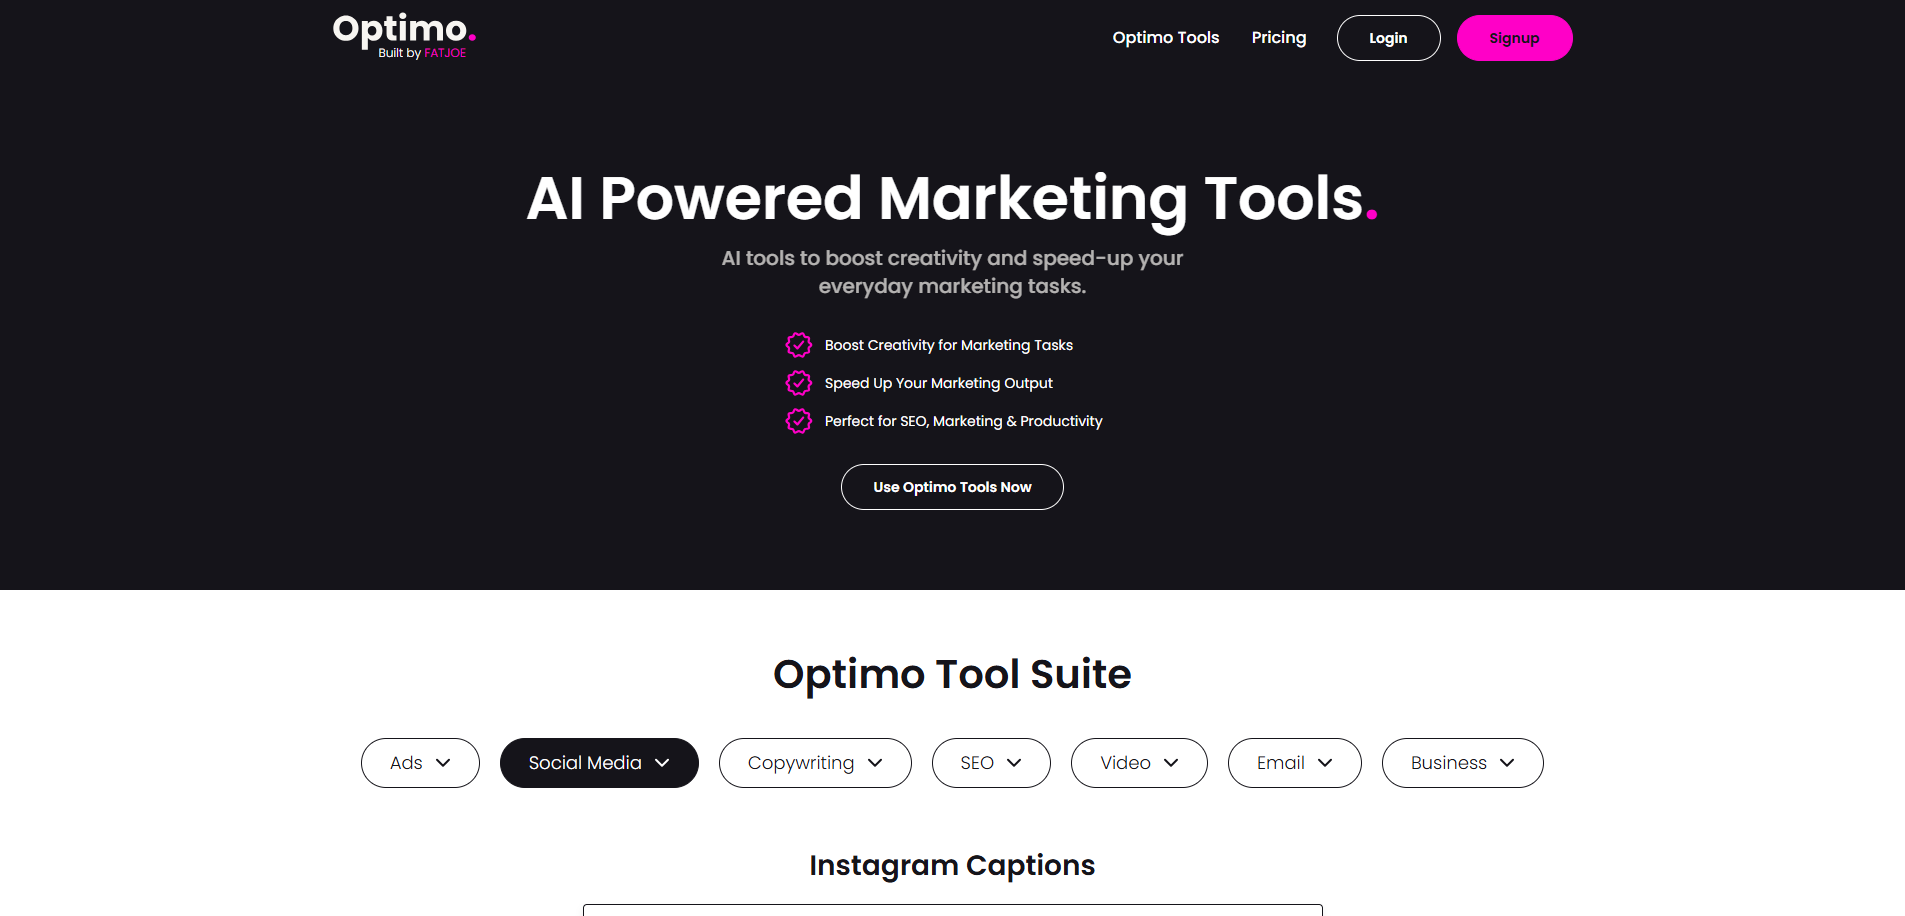 Optimo.
Built by FATJOE
Optimo Tools
Pricing
Login
Signup
AI Powered Marketing Tools.
AI tools to boost creativity and speed-up your
everyday marketing tasks.
Boost Creativity for Marketing Tasks
Speed Up Your Marketing Output
Perfect for SEO, Marketing & Productivity
Use Optimo Tools Now
Optimo Tool Suite
Ads
Social Media
Copywriting
SEO
Video
Email
Business
Instagram Captions